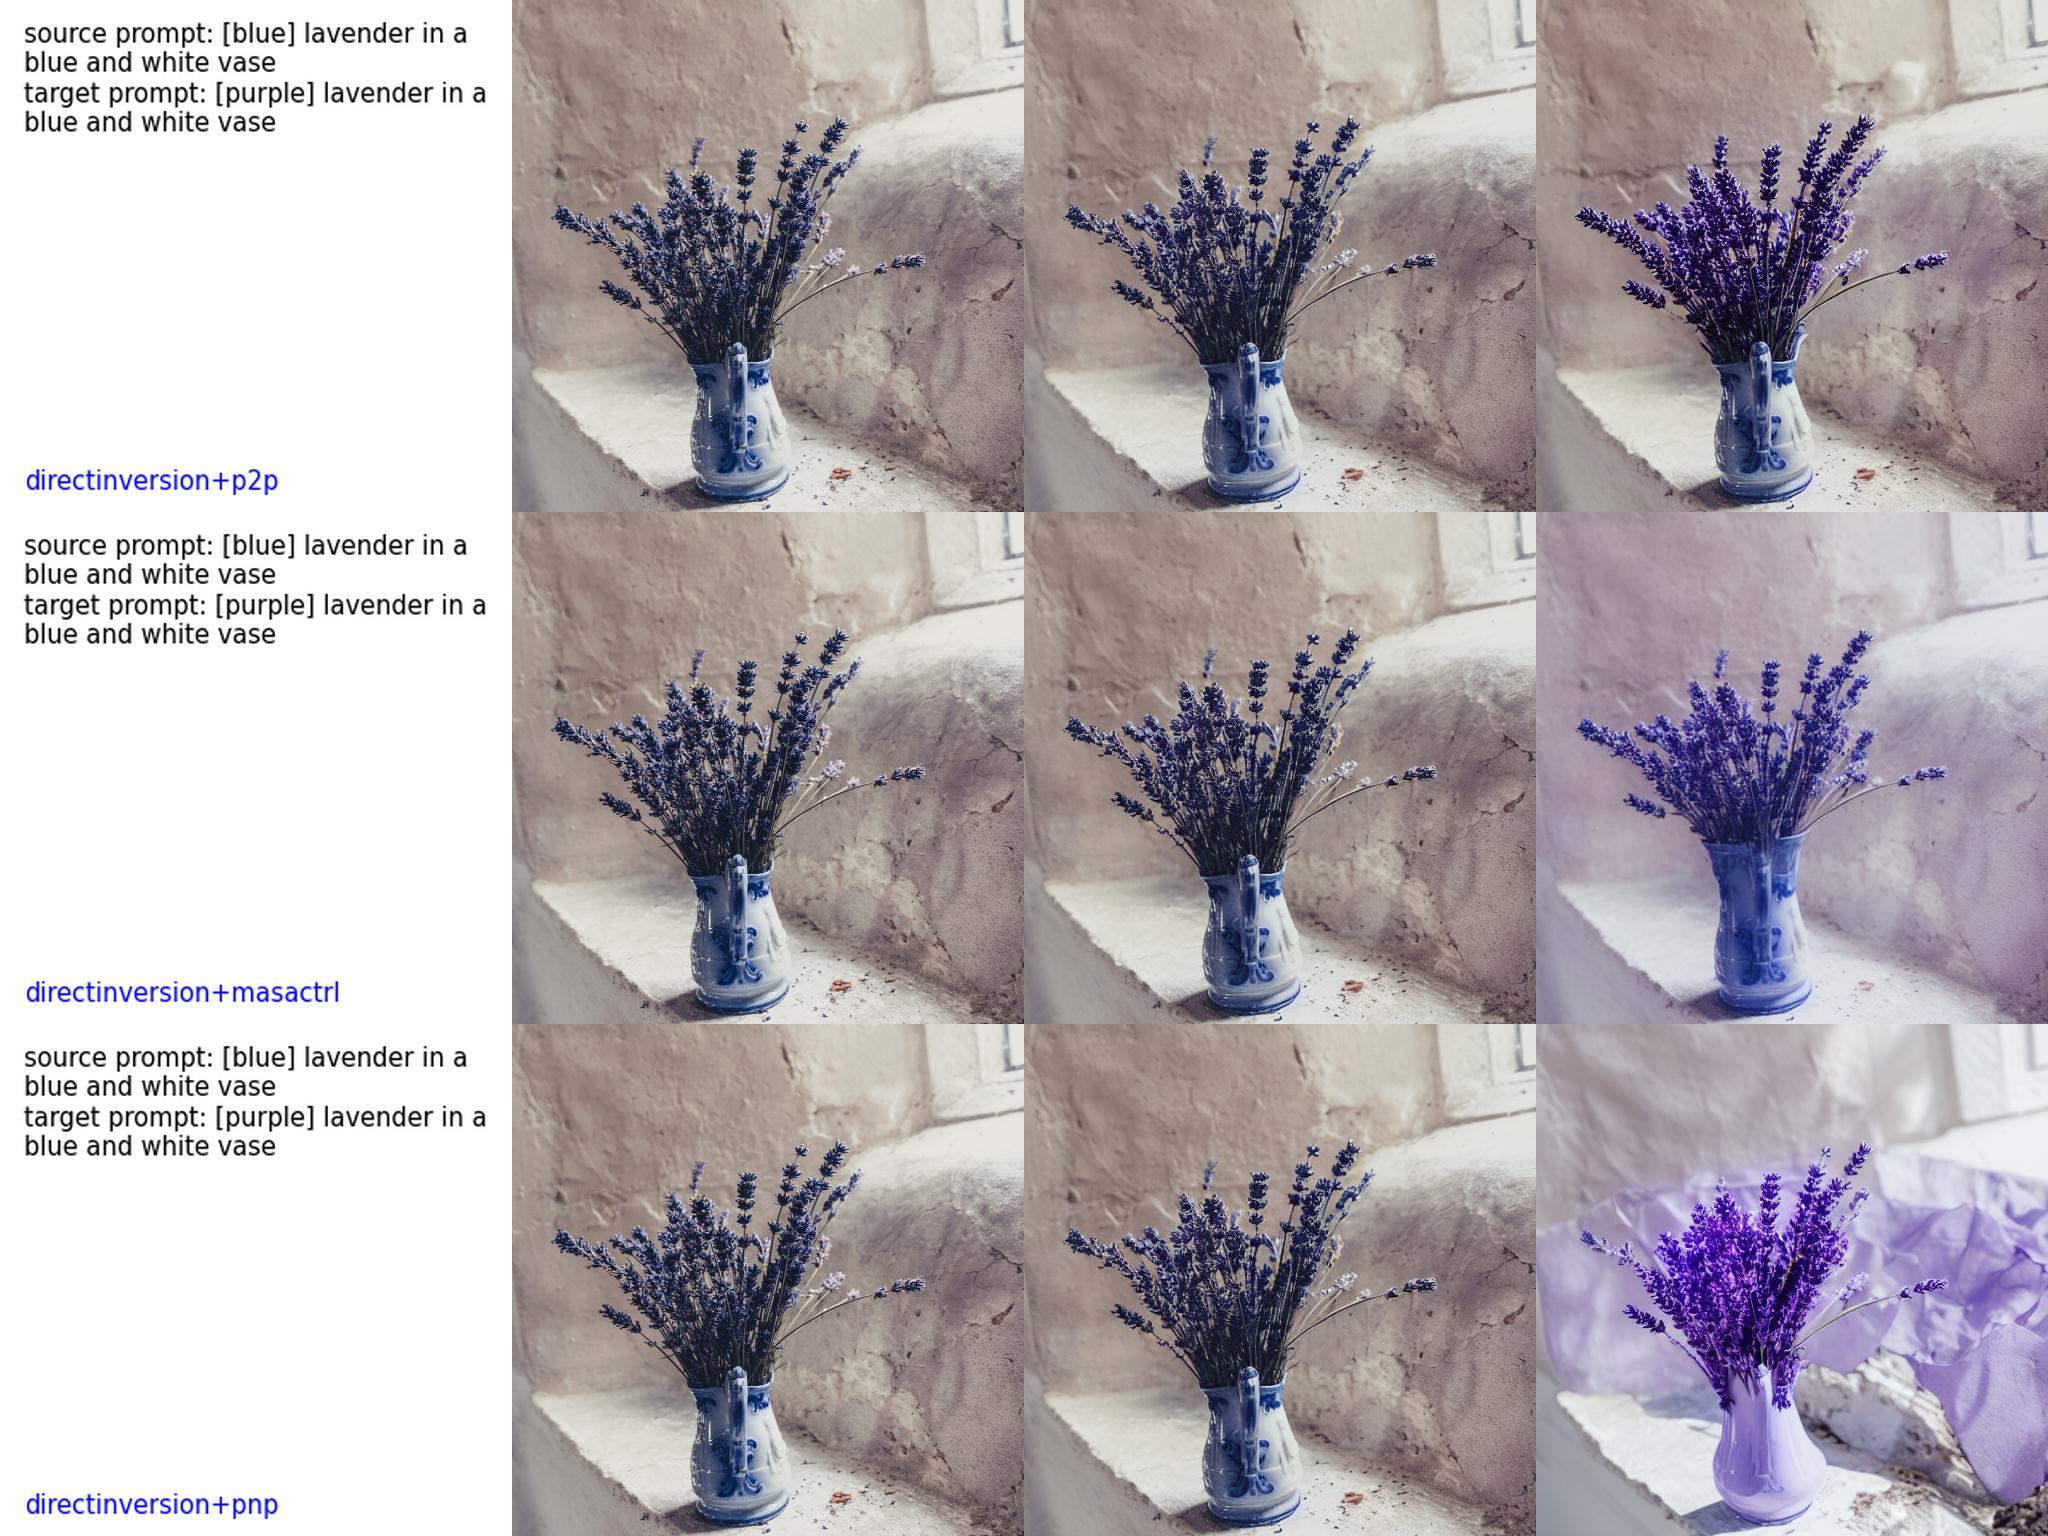 source prompt: [blue] lavender in a
blue and white vase
target prompt: [purple] lavender in a
blue and white vase
directinversion+p2p
source prompt: [blue] lavender in a
blue and white vase
target prompt: [purple] lavender in a
blue and white vase
directinversion+masactrl
source prompt: [blue] lavender in a
blue and white vase
target prompt: [purple] lavender in a
blue and white vase
directinversion+pnp